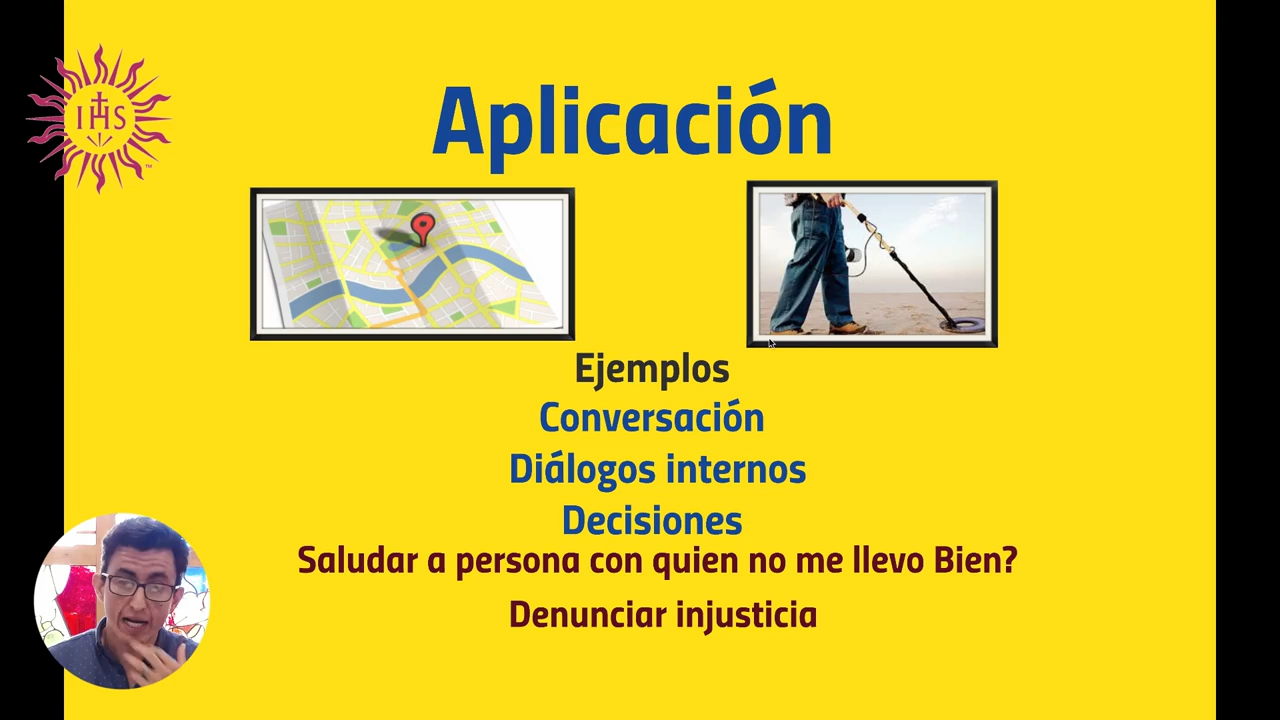 IHS
Aplicación
Ejemplos
Conversación
Diálogos internos
Decisiones
Saludar a persona con quien no me llevo Bien?
Denunciar injusticia